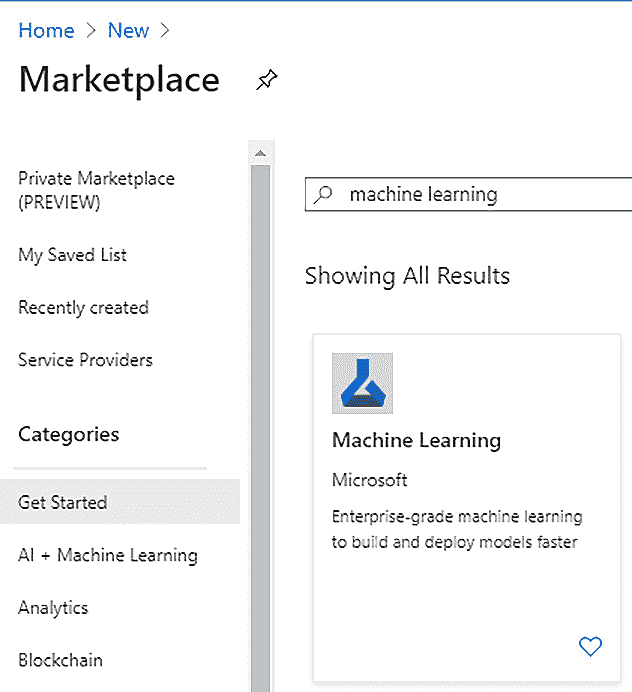 Home > New >
Marketplace
Private Marketplace
(PREVIEW)
My Saved List
Recently created
Service Providers
Categories
Get Started
AI + Machine Learning
Analytics
Blockchain
machine learning
Showing All Results
Machine Learning
Microsoft
Enterprise-grade machine learning
to build and deploy models faster